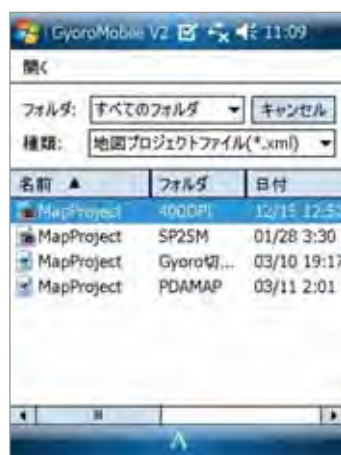 GyoroMobile V2 11:09
開く
フォルダ: すべてのフォルダ キャンセル
種類: 地図プロジェクトファイル(*.xml)
名前 ▲ フォルダ 日付
MapProject 400DPI 12/15 12:52
MapProject SP25M 01/28 3:30
MapProject Gyoro切... 03/10 19:17
MapProject PDAMAP 03/11 2:01